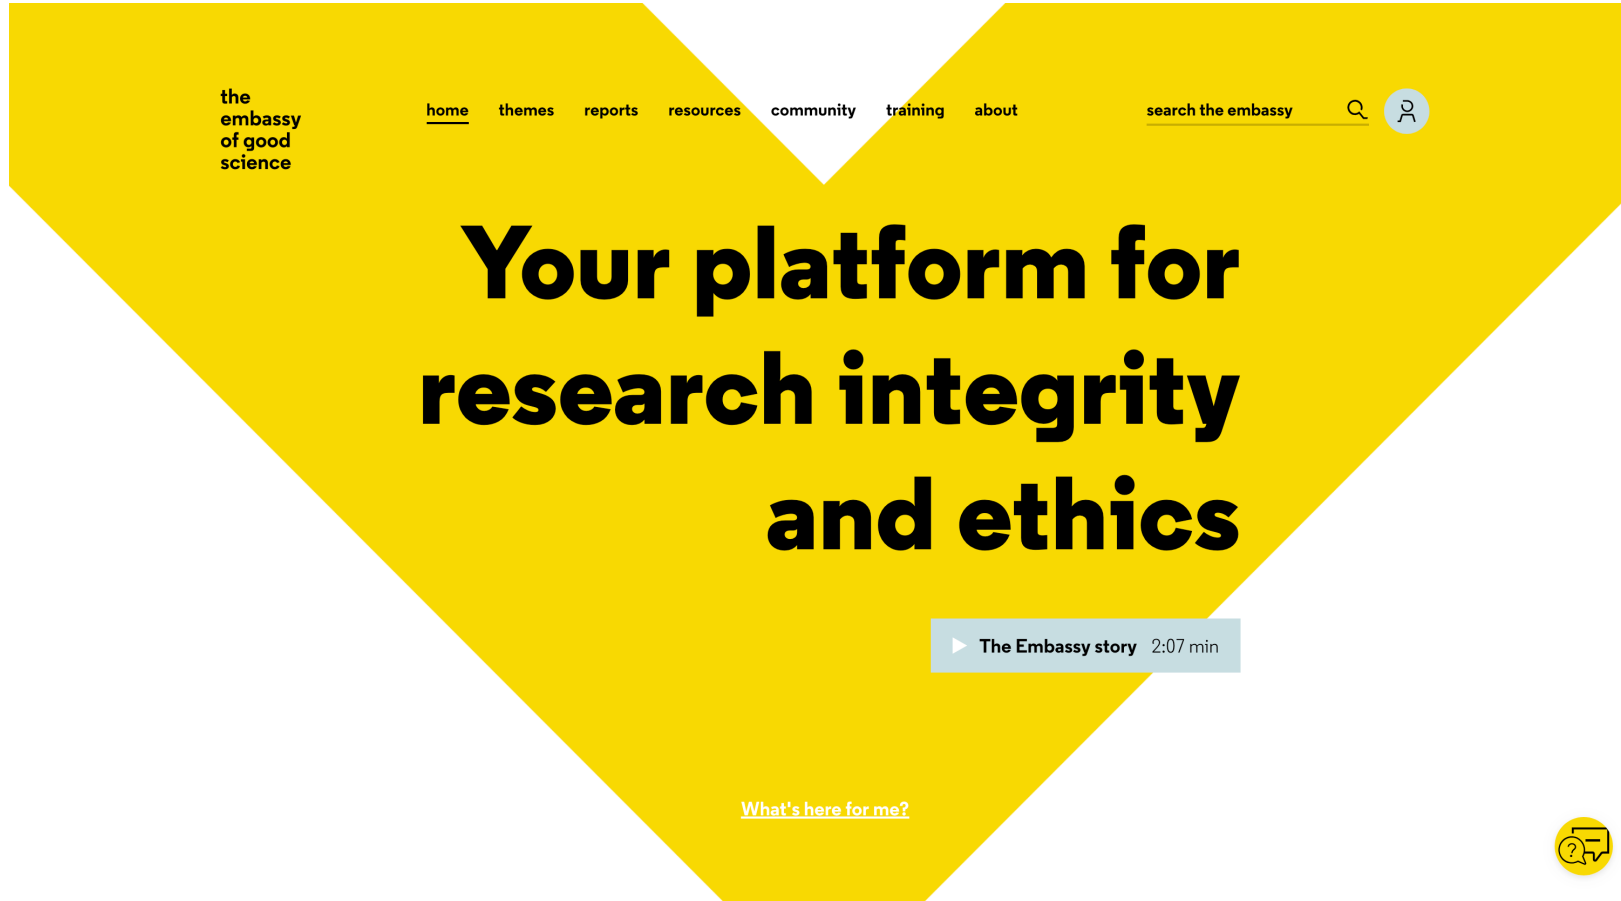 the
embassy
of good
science
home themes reports resources community training about
search the embassy
Your platform for
research integrity
and ethics
The Embassy story 2:07 min
What's here for me?
?